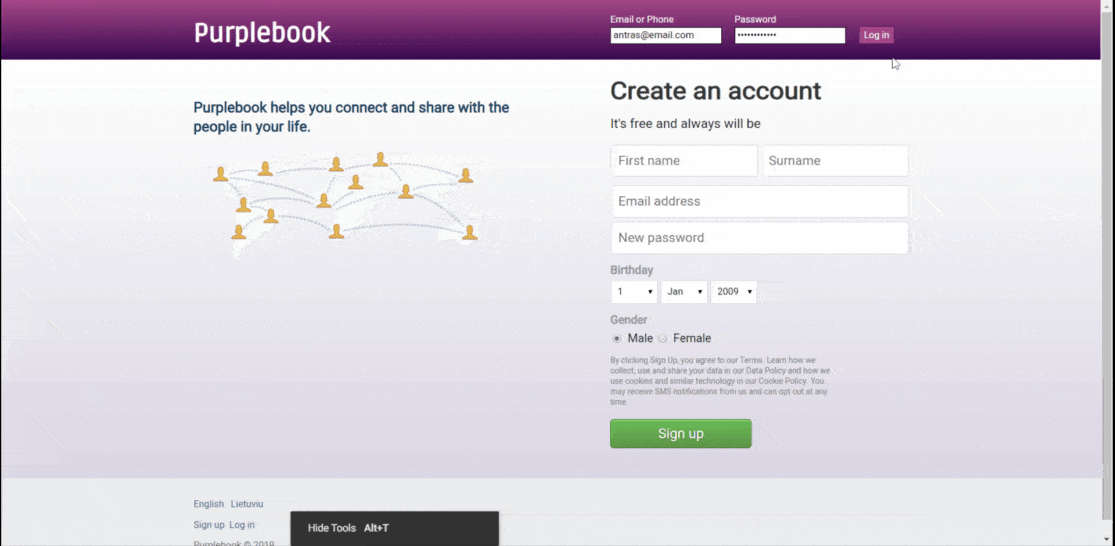 Purplebook
Email or Phone
Password
antras@email.com
••••••••••••
Log in
Purplebook helps you connect and share with the
people in your life.
Create an account
It's free and always will be
First name
Surname
Email address
New password
Birthday
1
Jan
2009
Gender
Male
Female
By clicking Sign Up, you agree to our Terms. Learn how we
collect, use and share your data in our Data Policy and how we
use cookies and similar technology in our Cookie Policy. You
may receive SMS notifications from us and can opt out at any
time.
Sign up
English Lietuviu
Sign up Log in
Purplebook © 2019
Hide Tools Alt+T